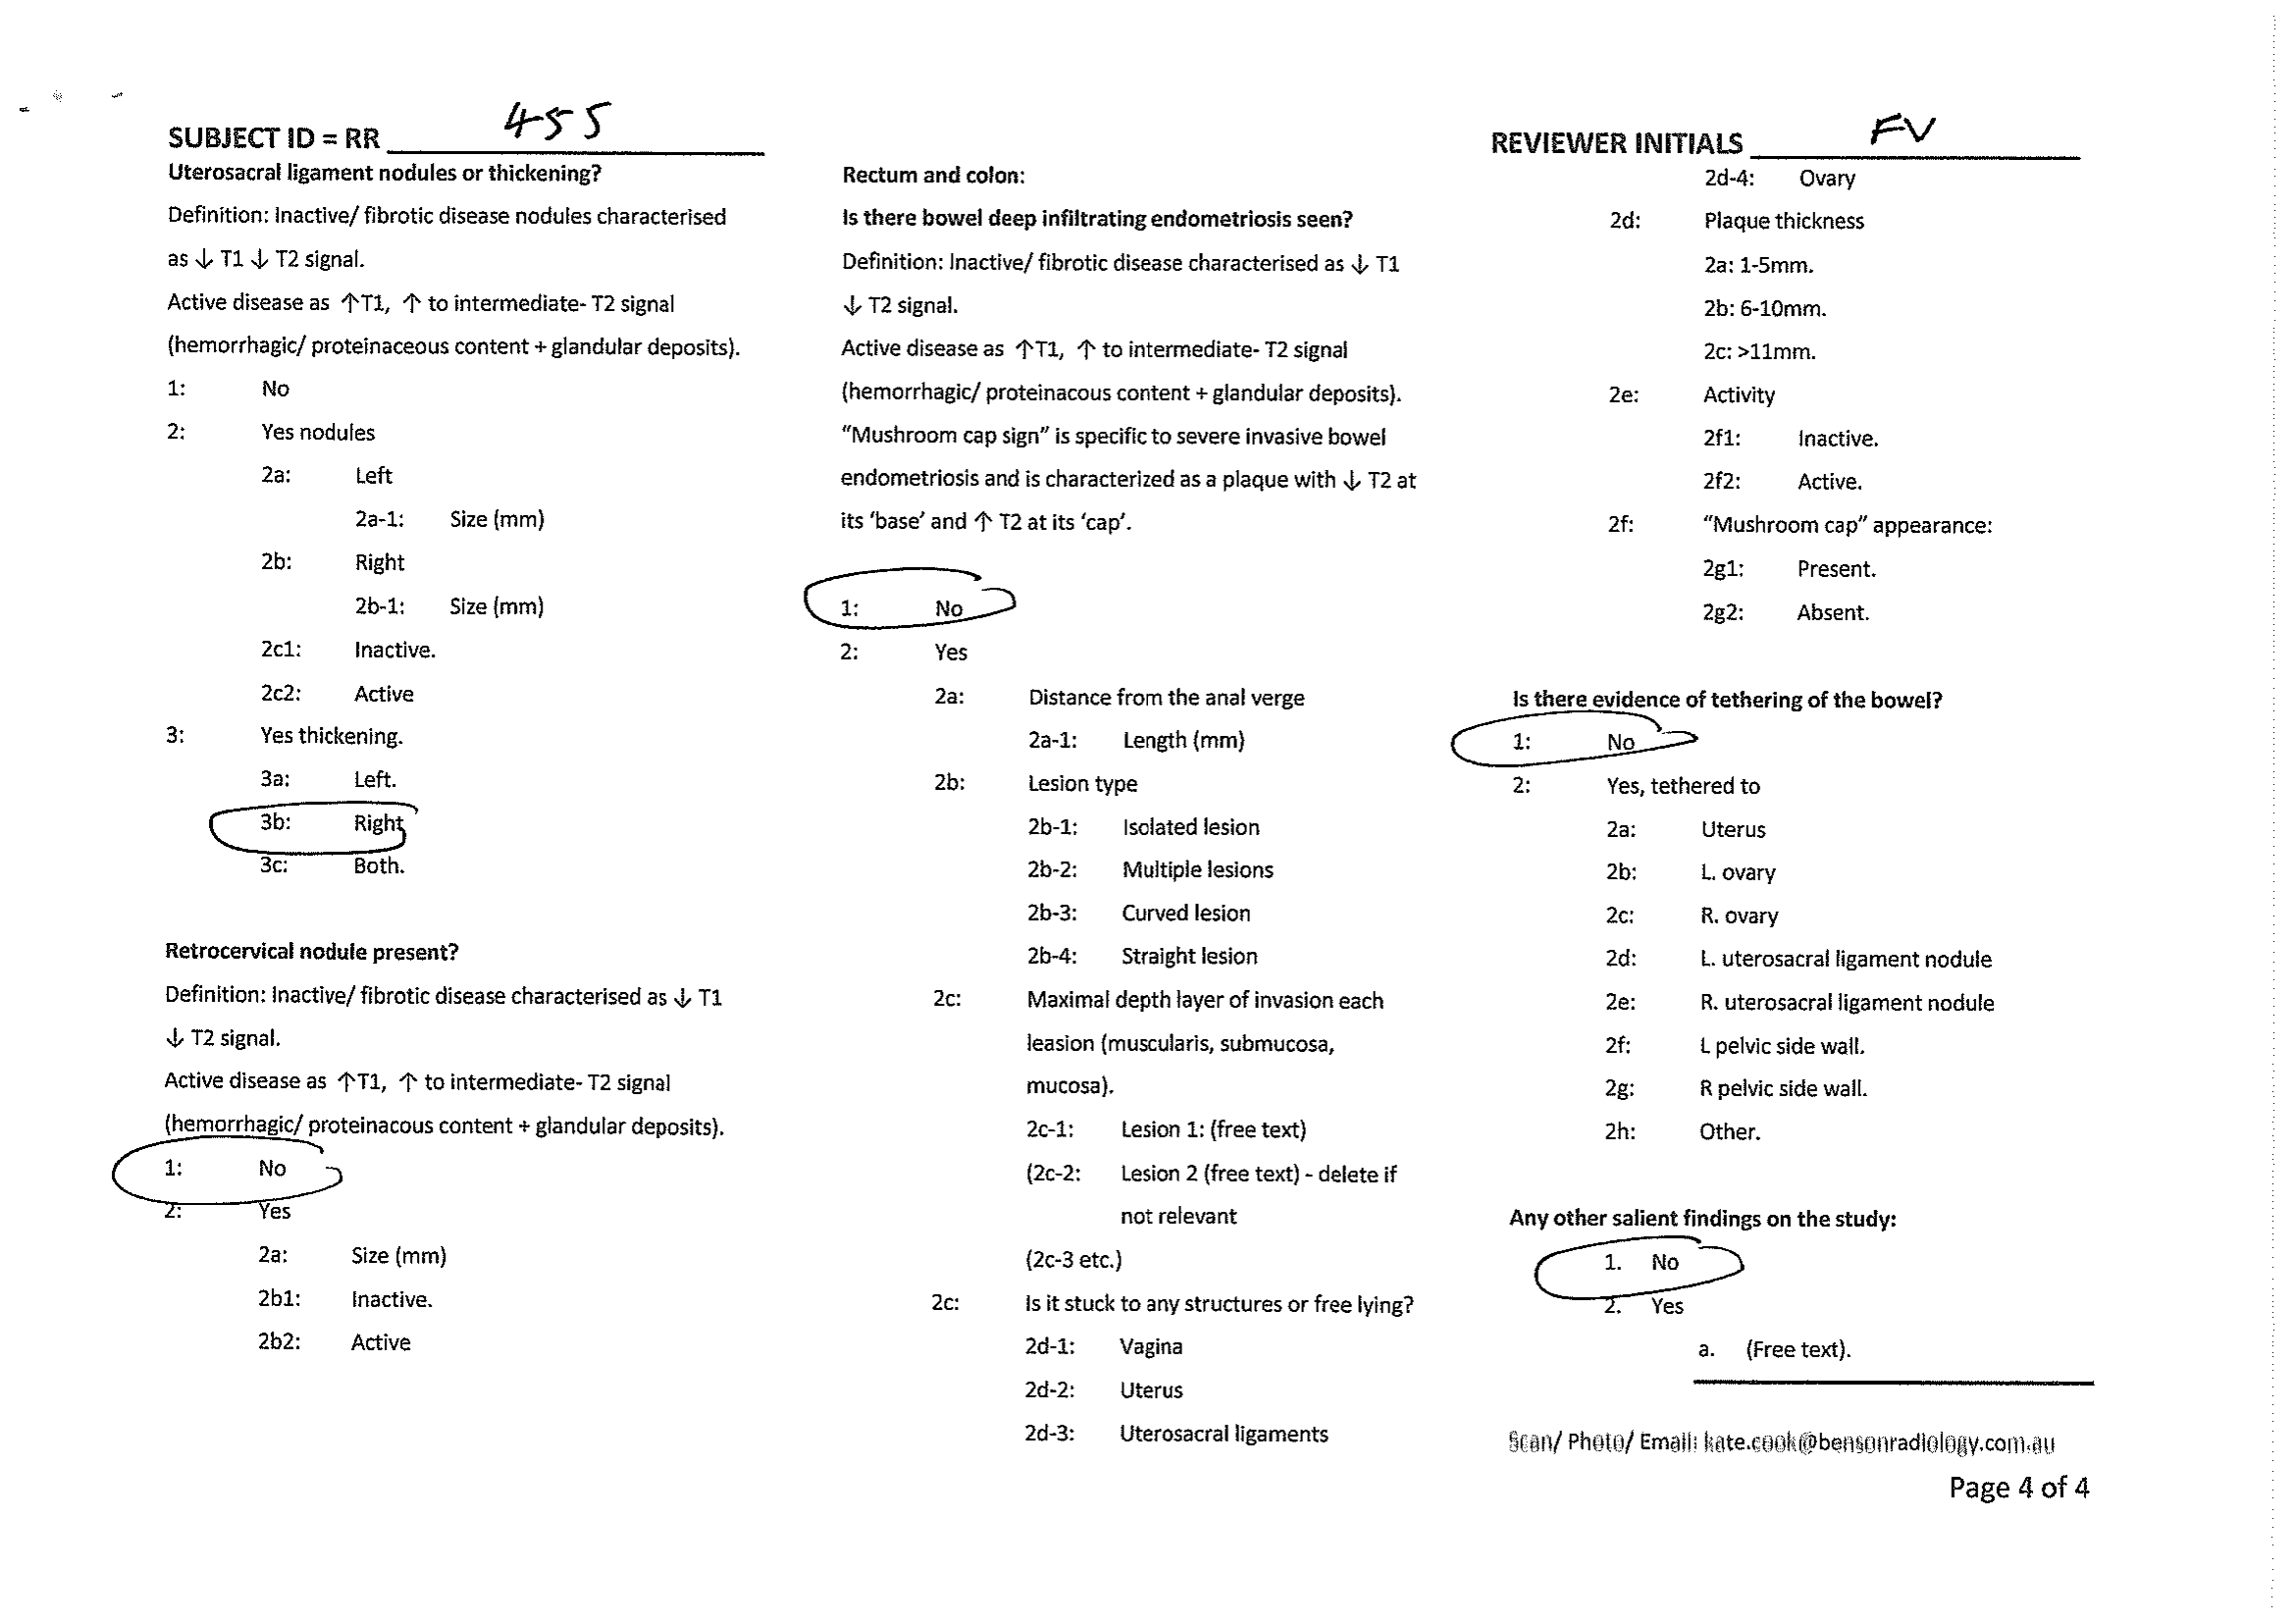 SUBJECT ID = RR 455
REVIEWER INITIALS FV
Uterosacral ligament nodules or thickening?
Definition: Inactive/ fibrotic disease nodules characterised
as ↓ T1 ↓ T2 signal.
Active disease as ↑T1, ↑ to intermediate- T2 signal
(hemorrhagic/ proteinaceous content + glandular deposits).
1: No
2: Yes nodules
2a: Left
2a-1: Size (mm)
2b: Right
2b-1: Size (mm)
2c1: Inactive.
2c2: Active
3: Yes thickening.
3a: Left.
3b: Right
3c: Both.
Retrocervical nodule present?
Definition: Inactive/ fibrotic disease characterised as ↓ T1
↓ T2 signal.
Active disease as ↑T1, ↑ to intermediate- T2 signal
(hemorrhagic/ proteinacous content + glandular deposits).
1: No
2: Yes
2a: Size (mm)
2b1: Inactive.
2b2: Active
Rectum and colon:
Is there bowel deep infiltrating endometriosis seen?
Definition: Inactive/ fibrotic disease characterised as ↓ T1
↓ T2 signal.
Active disease as ↑T1, ↑ to intermediate- T2 signal
(hemorrhagic/ proteinacous content + glandular deposits).
“Mushroom cap sign” is specific to severe invasive bowel
endometriosis and is characterized as a plaque with ↓ T2 at
its ‘base’ and ↑ T2 at its ‘cap’.
1: No
2: Yes
2a: Distance from the anal verge
2a-1: Length (mm)
2b: Lesion type
2b-1: Isolated lesion
2b-2: Multiple lesions
2b-3: Curved lesion
2b-4: Straight lesion
2c: Maximal depth layer of invasion each
leasion (muscularis, submucosa,
mucosa).
2c-1: Lesion 1: (free text)
(2c-2: Lesion 2 (free text) - delete if
not relevant
(2c-3 etc.)
2c: Is it stuck to any structures or free lying?
2d-1: Vagina
2d-2: Uterus
2d-3: Uterosacral ligaments
2d-4: Ovary
2d: Plaque thickness
2a: 1-5mm.
2b: 6-10mm.
2c: >11mm.
2e: Activity
2f1: Inactive.
2f2: Active.
2f: “Mushroom cap” appearance:
2g1: Present.
2g2: Absent.
Is there evidence of tethering of the bowel?
1: No
2: Yes, tethered to
2a: Uterus
2b: L. ovary
2c: R. ovary
2d: L. uterosacral ligament nodule
2e: R. uterosacral ligament nodule
2f: L pelvic side wall.
2g: R pelvic side wall.
2h: Other.
Any other salient findings on the study:
1. No
2. Yes
a. (Free text).
Scan/ Photo/ Email: kate.cook@bensonradiology.com.au
Page 4 of 4